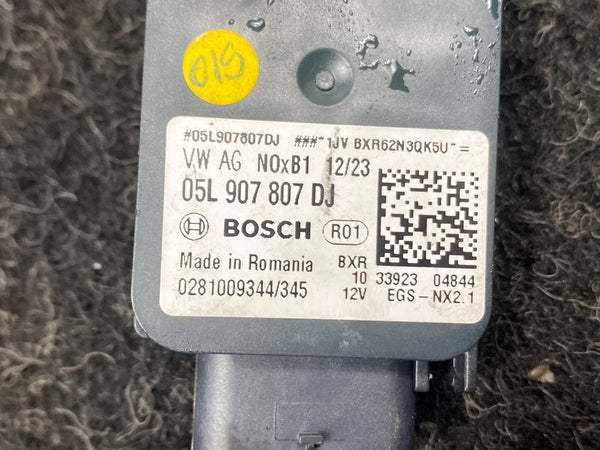 015
#05L907807DJ ###*1JV BXR62N3QK5U*=
VW AG NOxB1 12/23
05L 907 807 DJ
BOSCH R01
Made in Romania BXR
10 33923 04844
0281009344/345 12V EGS-NX2.1